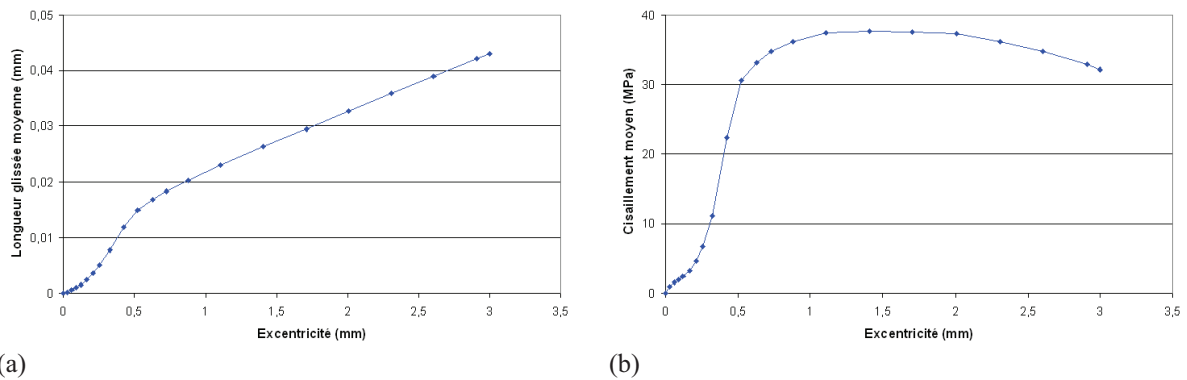 0,05
0,04
0,03
0,02
0,01
0
Longueur glissée moyenne (mm)
0 0,5 1 1,5 2 2,5 3 3,5
Excentricité (mm)
(a)
40
30
20
10
0
Cisaillement moyen (MPa)
0 0,5 1 1,5 2 2,5 3 3,5
Excentricité (mm)
(b)